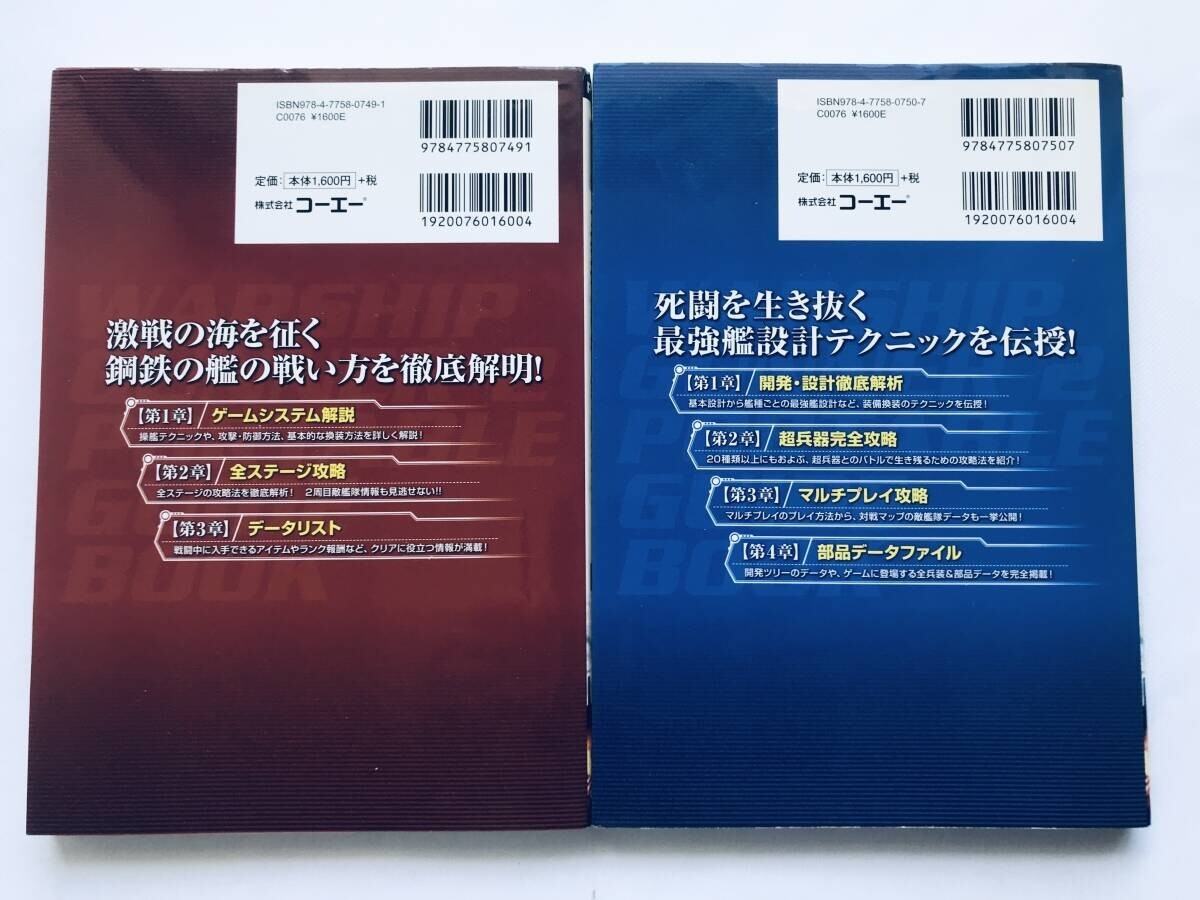 ISBN978-4-7758-0749-1
C0076 ¥1600E
9784775807491
定価：本体1,600円+税
株式会社 コーエー®
1920076016004
WARSHIP
激戦の海を征く
鋼鉄の艦の戦い方を徹底解明！
【第1章】ゲームシステム解説
操艦テクニックや、攻撃・防御方法、基本的な換装方法を詳しく解説！
【第2章】全ステージ攻略
全ステージの攻略法を徹底解析！ 2周目敵艦隊情報も見逃せない!!
【第3章】データリスト
戦闘中に入手できるアイテムやランク報酬など、クリアに役立つ情報が満載！
BOOK
ISBN978-4-7758-0750-7
C0076 ¥1600E
9784775807507
定価：本体1,600円+税
株式会社 コーエー®
1920076016004
WARSHIP
死闘を生き抜く
最強艦設計テクニックを伝授！
【第1章】開発・設計徹底解析
基本設計から艦種ごとの最強艦設計など、装備換装のテクニックを伝授！
【第2章】超兵器完全攻略
20種類以上にもおよぶ、超兵器とのバトルで生き残るための攻略法を紹介！
【第3章】マルチプレイ攻略
マルチプレイのプレイ方法から、対戦マップの敵艦隊データも一挙公開！
【第4章】部品データファイル
開発ツリーのデータや、ゲームに登場する全兵装&部品データを完全掲載！
BOOK